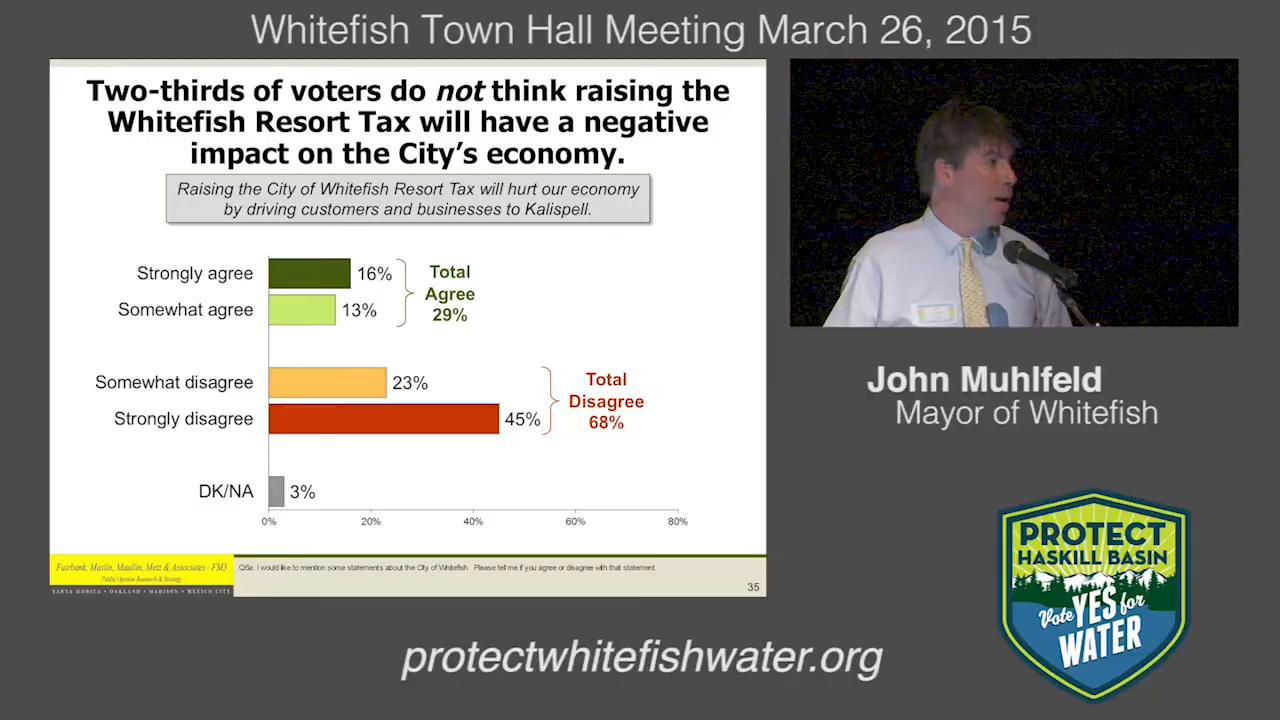 Whitefish Town Hall Meeting March 26, 2015
Two-thirds of voters do not think raising the
Whitefish Resort Tax will have a negative
impact on the City's economy.
Raising the City of Whitefish Resort Tax will hurt our economy
by driving customers and businesses to Kalispell.
Strongly agree 16%
Somewhat agree 13%
Total
Agree
29%
Somewhat disagree 23%
Strongly disagree 45%
Total
Disagree
68%
DK/NA 3%
0% 20% 40% 60% 80%
Fairbank, Maslin, Maullin, Metz & Associates - FM3
Public Opinion Research & Strategy
SANTA MONICA • OAKLAND • MADISON • MEXICO CITY
Q6a: I would like to mention some statements about the City of Whitefish. Please tell me if you agree or disagree with that statement.
35
John Muhlfeld
Mayor of Whitefish
PROTECT
HASKILL BASIN
Vote YES for
WATER
protectwhitefishwater.org